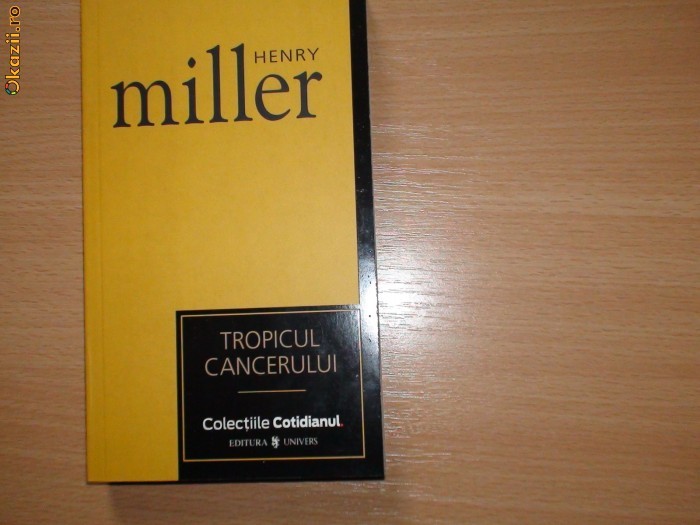 Okazii.ro
HENRY
miller
TROPICUL
CANCERULUI
Colecțiile Cotidianul.
EDITURA UNIVERS